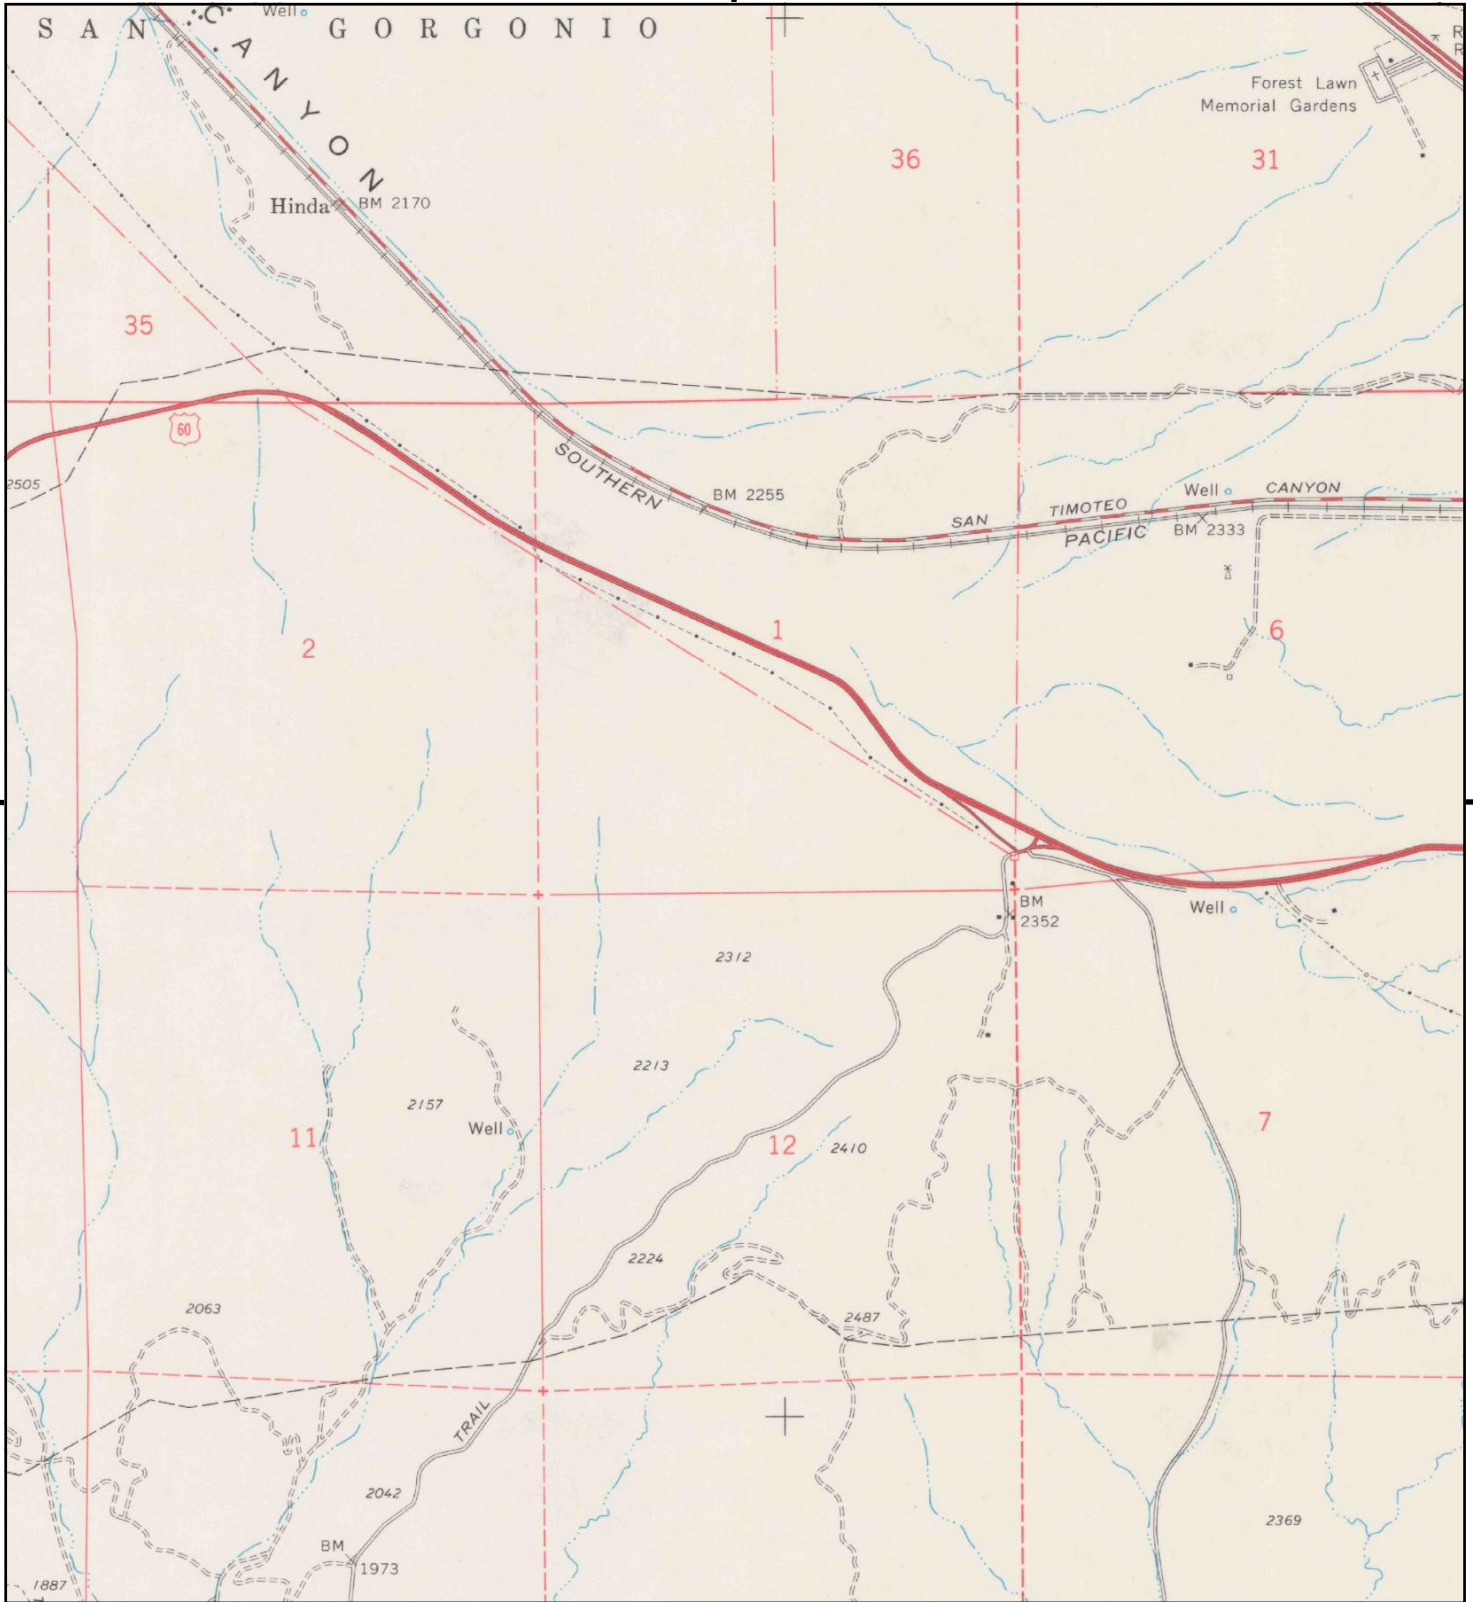 Well
SAN GORGONIO
CANYON
Forest Lawn
Memorial Gardens
R
R
36
31
Hinda
BM 2170
35
60
2505
SOUTHERN
BM 2255
SAN TIMOTEO CANYON
Well
PACIFIC
BM 2333
1
6
2
BM
2352
Well
2312
2213
2157
Well
11
12
2410
7
2224
2063
2487
TRAIL
2042
2369
BM
1973
1887